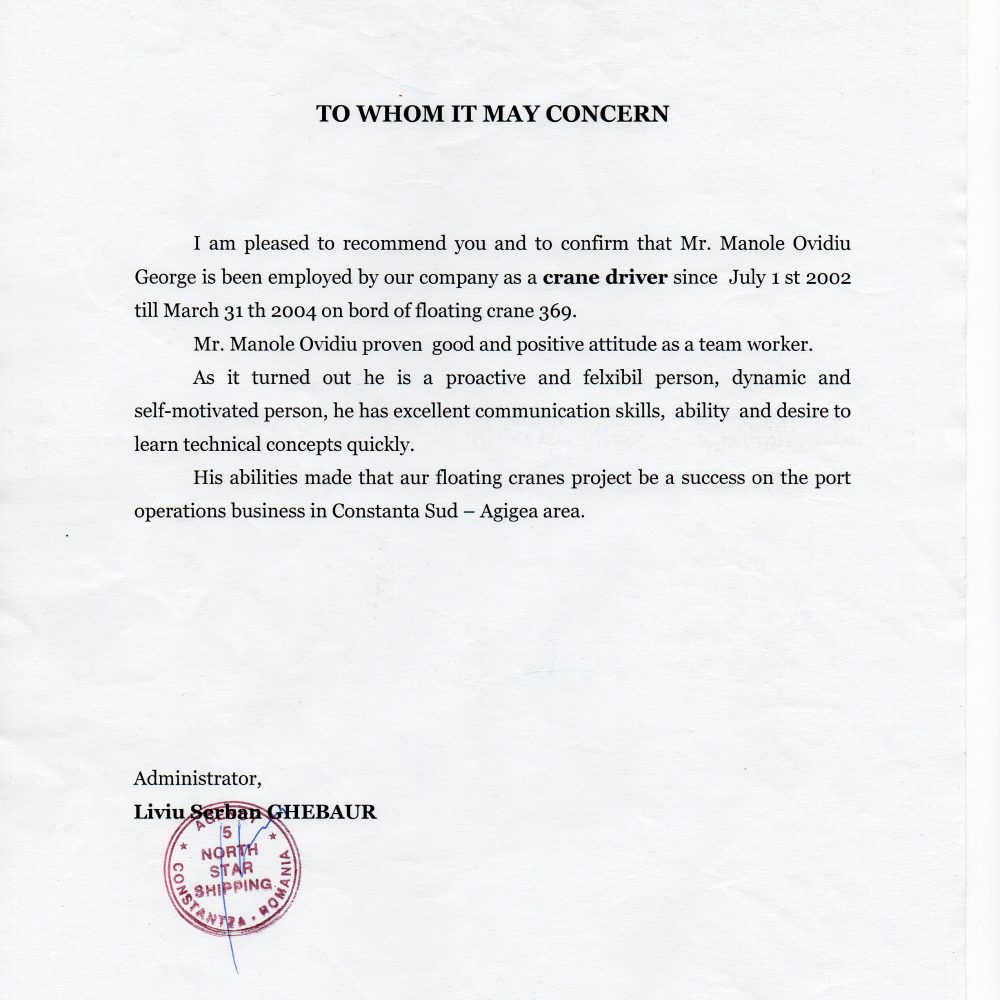 TO WHOM IT MAY CONCERN
I am pleased to recommend you and to confirm that Mr. Manole Ovidiu
George is been employed by our company as a crane driver since July 1 st 2002
till March 31 th 2004 on bord of floating crane 369.
Mr. Manole Ovidiu proven good and positive attitude as a team worker.
As it turned out he is a proactive and felxibil person, dynamic and
self-motivated person, he has excellent communication skills, ability and desire to
learn technical concepts quickly.
His abilities made that aur floating cranes project be a success on the port
operations business in Constanta Sud – Agigea area.
Administrator,
Liviu Serban GHEBAUR
AGENCY
5
NORTH
STAR
SHIPPING
CONSTANTZA - ROMANIA